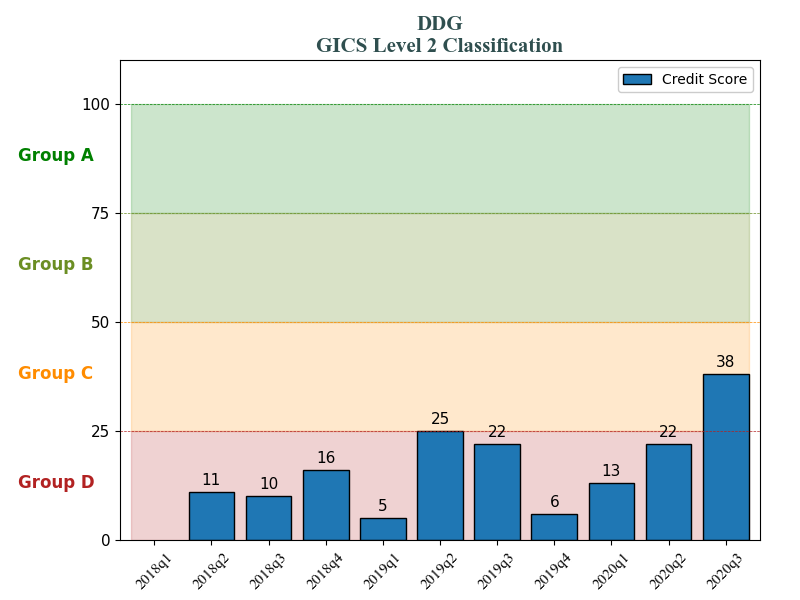 DDG
GICS Level 2 Classification
Credit Score
100
Group A
75
Group B
50
Group C
38
25
25
22
22
16
13
11
10
6
5
Group D
0
2018q1
2018q2
2018q3
2018q4
2019q1
2019q2
2019q3
2019q4
2020q1
2020q2
2020q3